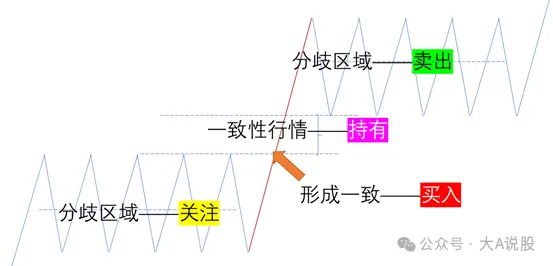 分歧区域——卖出
一致性行情——持有
形成一致——买入
分歧区域——关注
公众号·大A说股